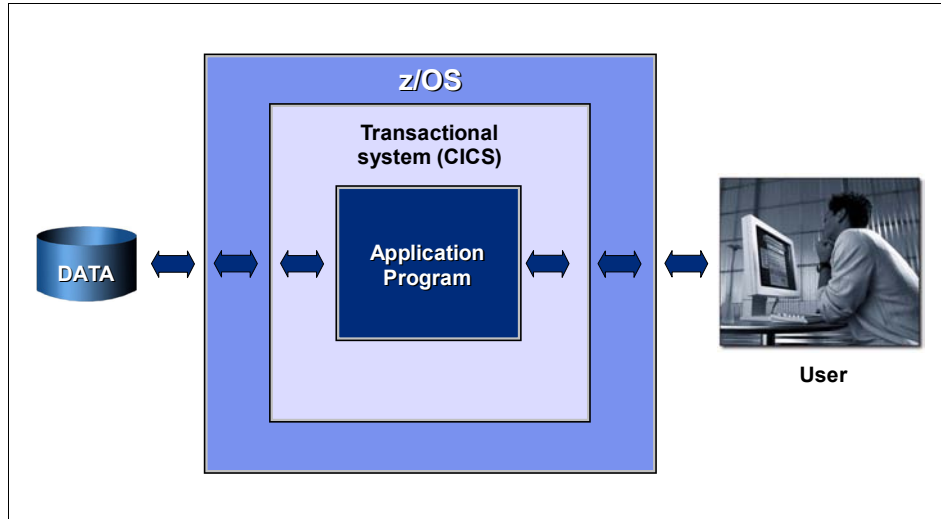 z/OS
Transactional
system (CICS)
DATA
Application
Program
User